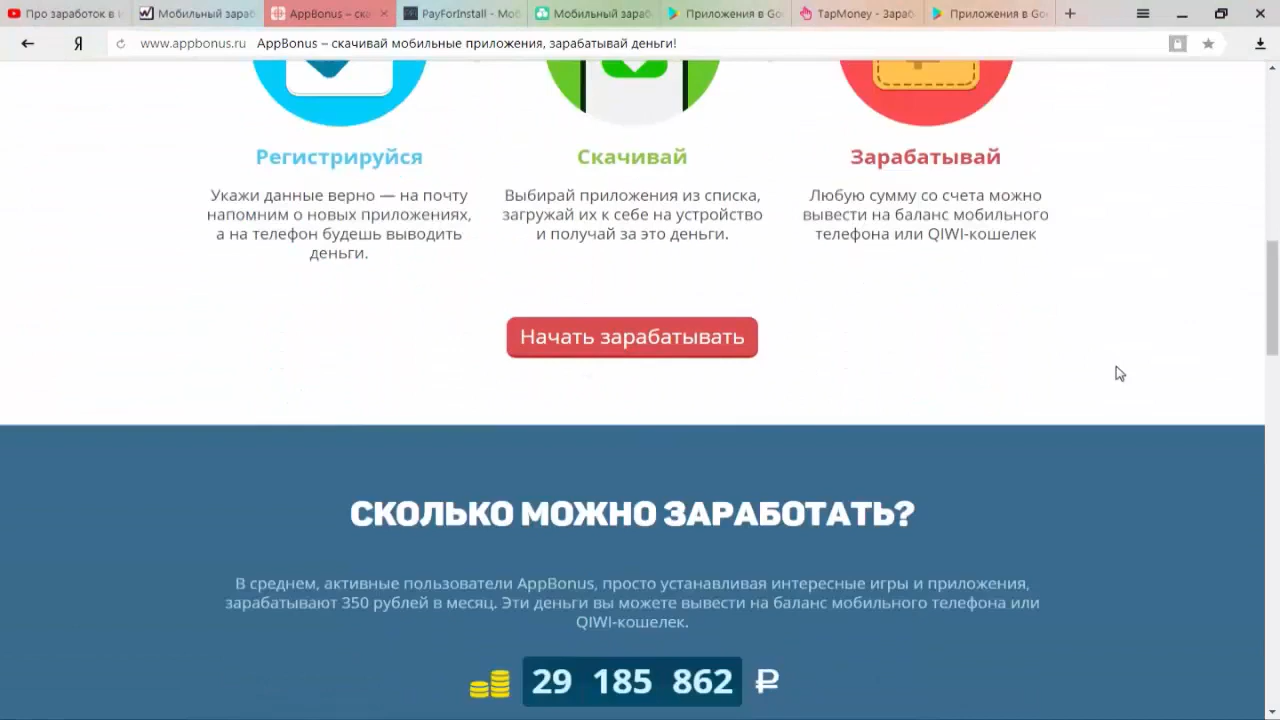 Про заработок в i
Мобильный зараб
AppBonus – ска
PayForInstall - Моб
Мобильный зараб
Приложения в Go
TapMoney - Зараб
Приложения в Go
Я
www.appbonus.ru AppBonus – скачивай мобильные приложения, зарабатывай деньги!
Регистрируйся
Укажи данные верно — на почту
напомним о новых приложениях,
а на телефон будешь выводить
деньги.
Скачивай
Выбирай приложения из списка,
загружай их к себе на устройство
и получай за это деньги.
Зарабатывай
Любую сумму со счета можно
вывести на баланс мобильного
телефона или QIWI-кошелек
Начать зарабатывать
СКОЛЬКО МОЖНО ЗАРАБОТАТЬ?
В среднем, активные пользователи AppBonus, просто устанавливая интересные игры и приложения,
зарабатывают 350 рублей в месяц. Эти деньги вы можете вывести на баланс мобильного телефона или
QIWI-кошелек.
29 185 862 ₽